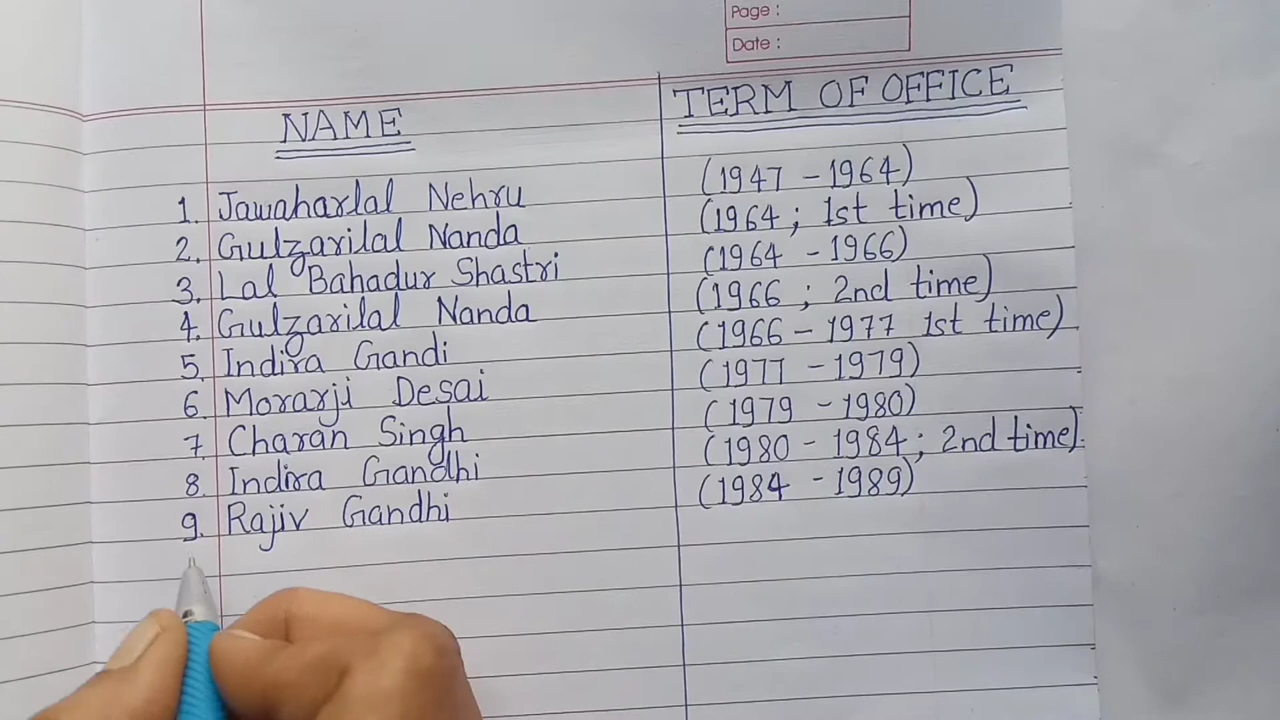 Page :
Date :
NAME TERM OF OFFICE
1. Jawaharlal Nehru (1947 - 1964)
2. Gulzarilal Nanda (1964 ; 1st time)
3. Lal Bahadur Shastri (1964 - 1966)
4. Gulzarilal Nanda (1966 ; 2nd time)
5. Indira Gandi (1966 - 1977 1st time)
6. Morarji Desai (1977 - 1979)
7. Charan Singh (1979 - 1980)
8. Indira Gandhi (1980 - 1984 ; 2nd time)
9. Rajiv Gandhi (1984 - 1989)